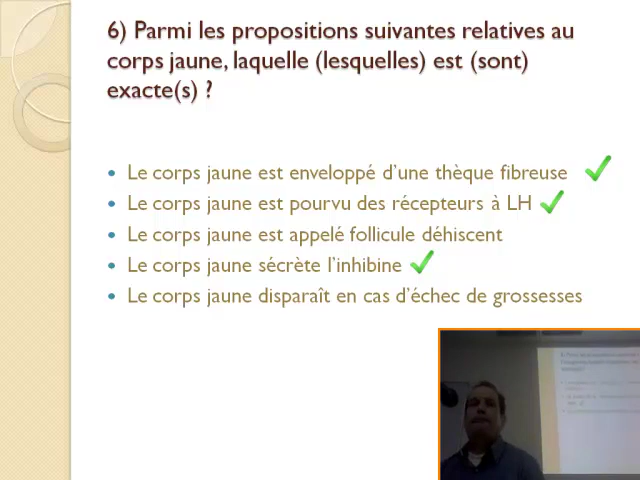 6) Parmi les propositions suivantes relatives au
corps jaune, laquelle (lesquelles) est (sont)
exacte(s) ?
• Le corps jaune est enveloppé d'une thèque fibreuse
• Le corps jaune est pourvu des récepteurs à LH
• Le corps jaune est appelé follicule déhiscent
• Le corps jaune sécrète l'inhibine
• Le corps jaune disparaît en cas d'échec de grossesses